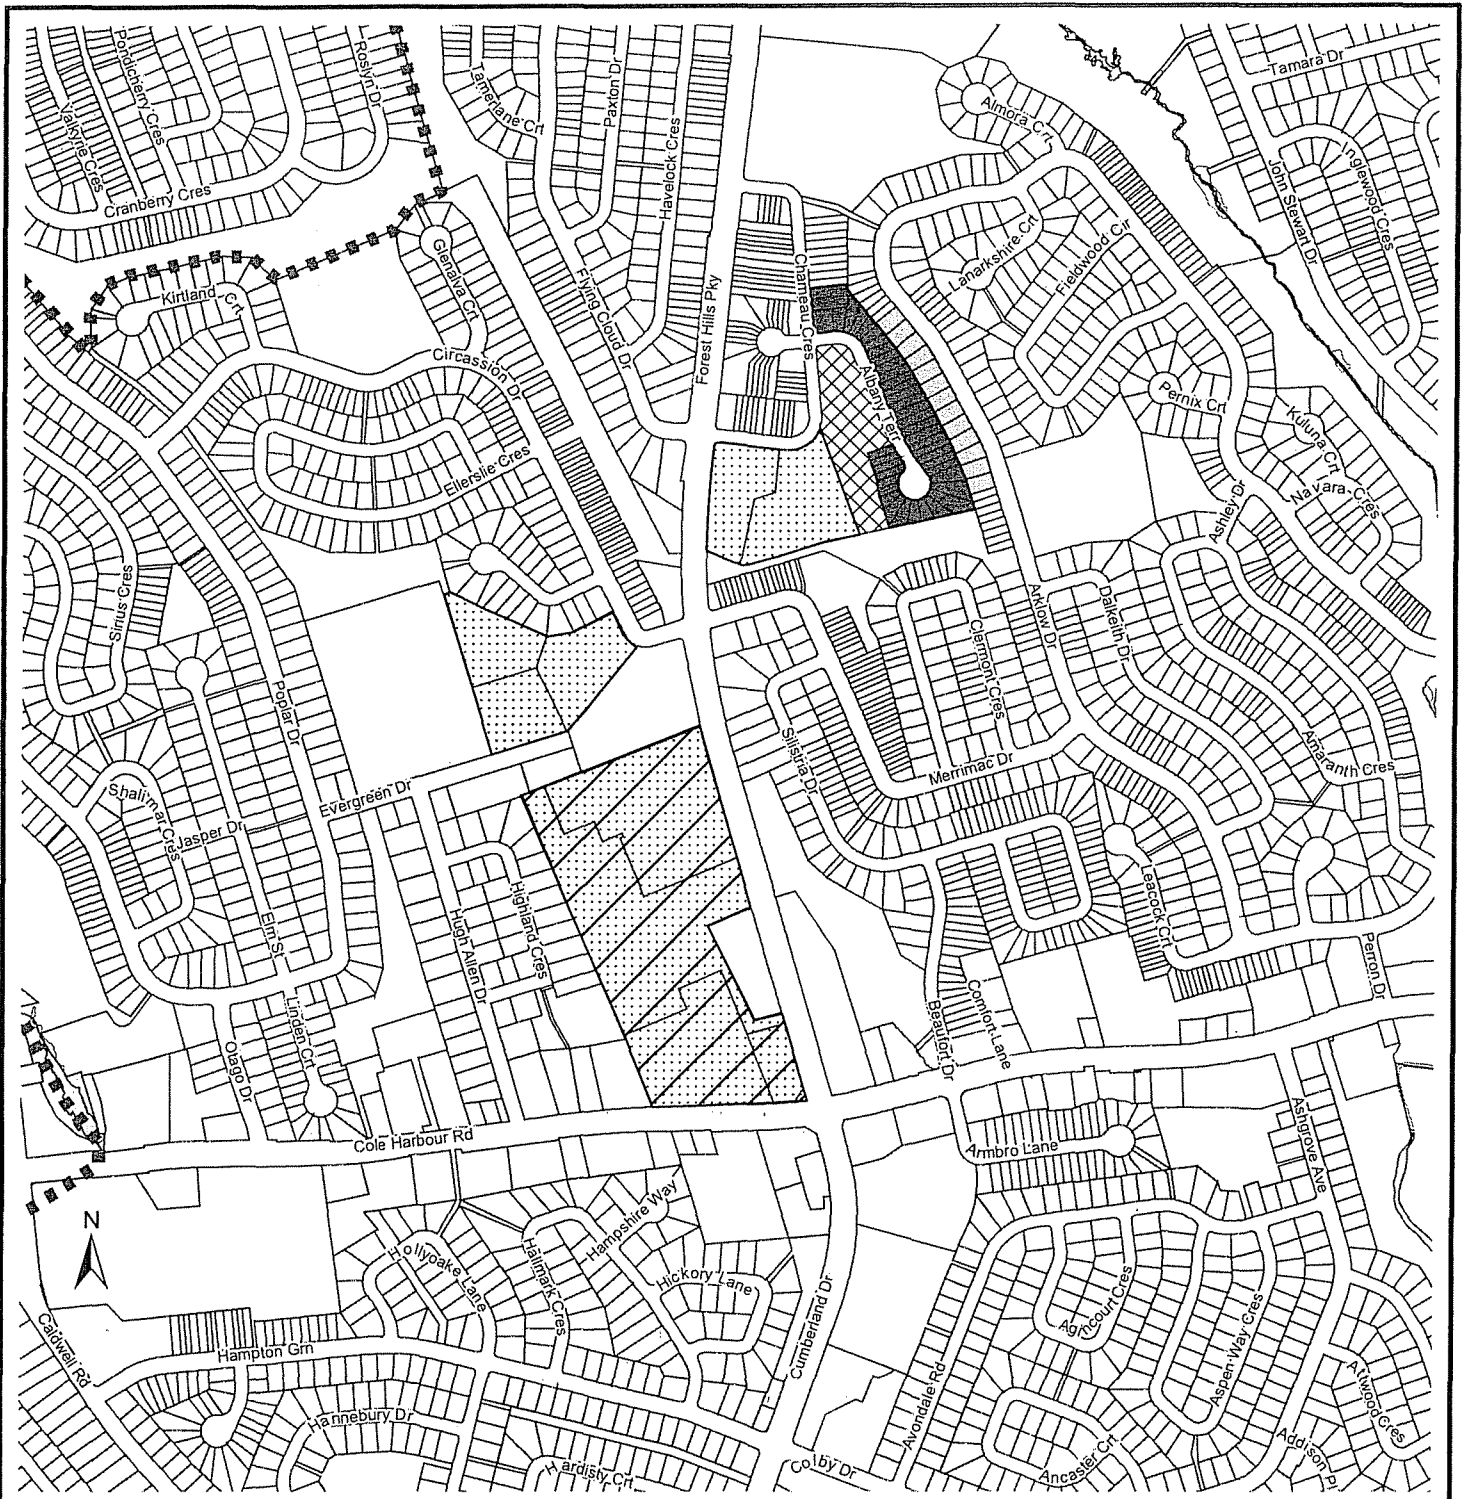 Pondicherry Cres
Valkyrie Cres
Roslyn Dr
Cranberry Cres
Tamerlane Crt
Paxton Dr
Havelock Cres
Almora Crt
Tamara Dr
Inglewood Cres
John Stewart Dr
Glenalva Crt
Kirtland Crt
Flying Cloud Dr
Forest Hills Pky
Chameau Cres
Lanarkshire Crt
Fieldwood Cir
Circassion Dr
Albany Terr
Pernix Crt
Kuluna Crt
Navara Cres
Ellerslie Cres
Ashley Dr
Sirius Cres
Arklow Dr
Dalkeith Dr
Clermont Cres
Poplar Dr
Silistria Dr
Merrimac Dr
Amaranth Cres
Evergreen Dr
Shalimar Cres
Jasper Dr
Elm St
Highland Cres
Hugh Allen Dr
Leacock Crt
Perron Dr
Linden Crt
Otago Dr
Beaufort Dr
Comfort Lane
Cole Harbour Rd
Armbro Lane
Ashgrove Ave
N
Hollyoake Lane
Hallmark Cres
Hampshire Way
Hickory Lane
Cumberland Dr
Agincourt Cres
Aspen Way Cres
Caldwell Rd
Hampton Grn
Avondale Rd
Attwood Cres
Hannebury Dr
Hardisty Crt
Colby Dr
Ancaster Crt
Addison Pl